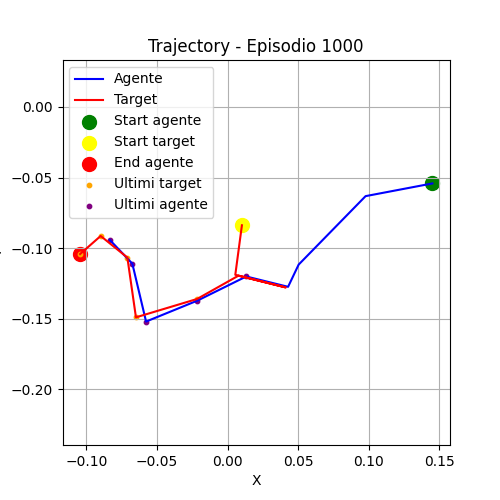 Trajectory - Episodio 1000
Agente
Target
Start agente
Start target
End agente
Ultimi target
Ultimi agente
0.00
−0.05
−0.10
−0.15
−0.20
−0.10
−0.05
0.00
0.05
0.10
0.15
X